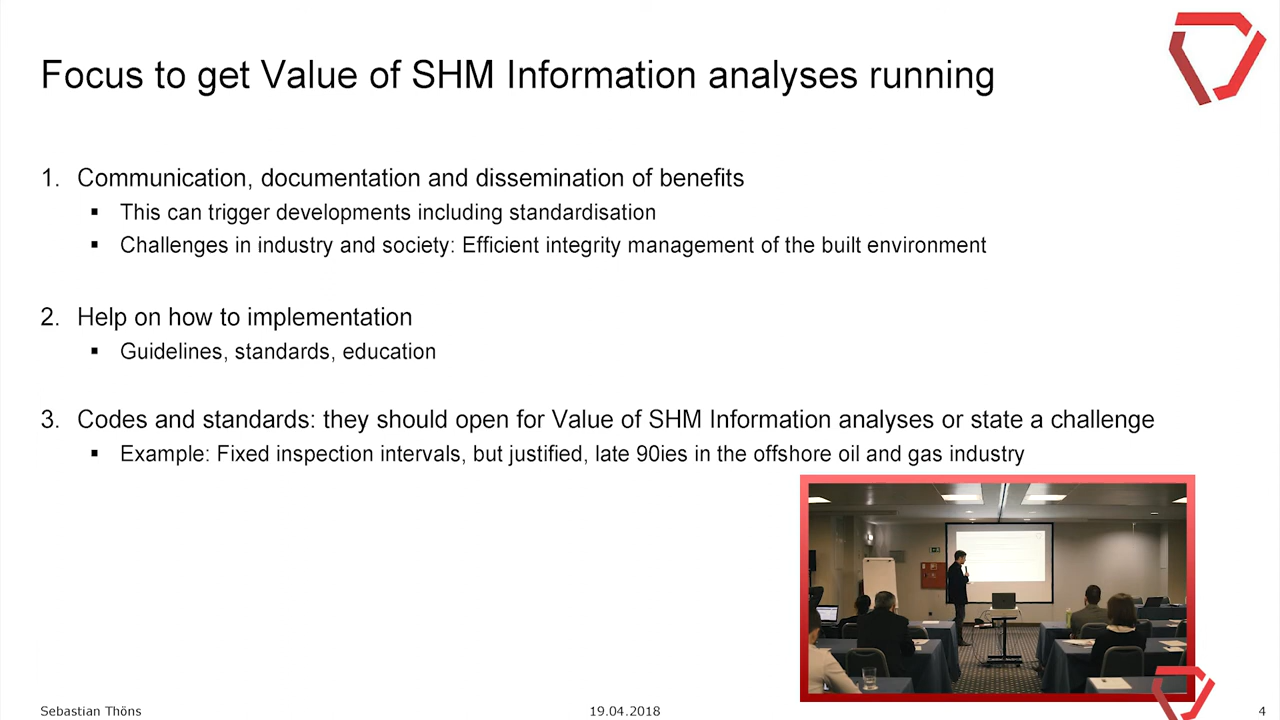 Focus to get Value of SHM Information analyses running
1. Communication, documentation and dissemination of benefits
▪ This can trigger developments including standardisation
▪ Challenges in industry and society: Efficient integrity management of the built environment
2. Help on how to implementation
▪ Guidelines, standards, education
3. Codes and standards: they should open for Value of SHM Information analyses or state a challenge
▪ Example: Fixed inspection intervals, but justified, late 90ies in the offshore oil and gas industry
Sebastian Thöns
19.04.2018
4